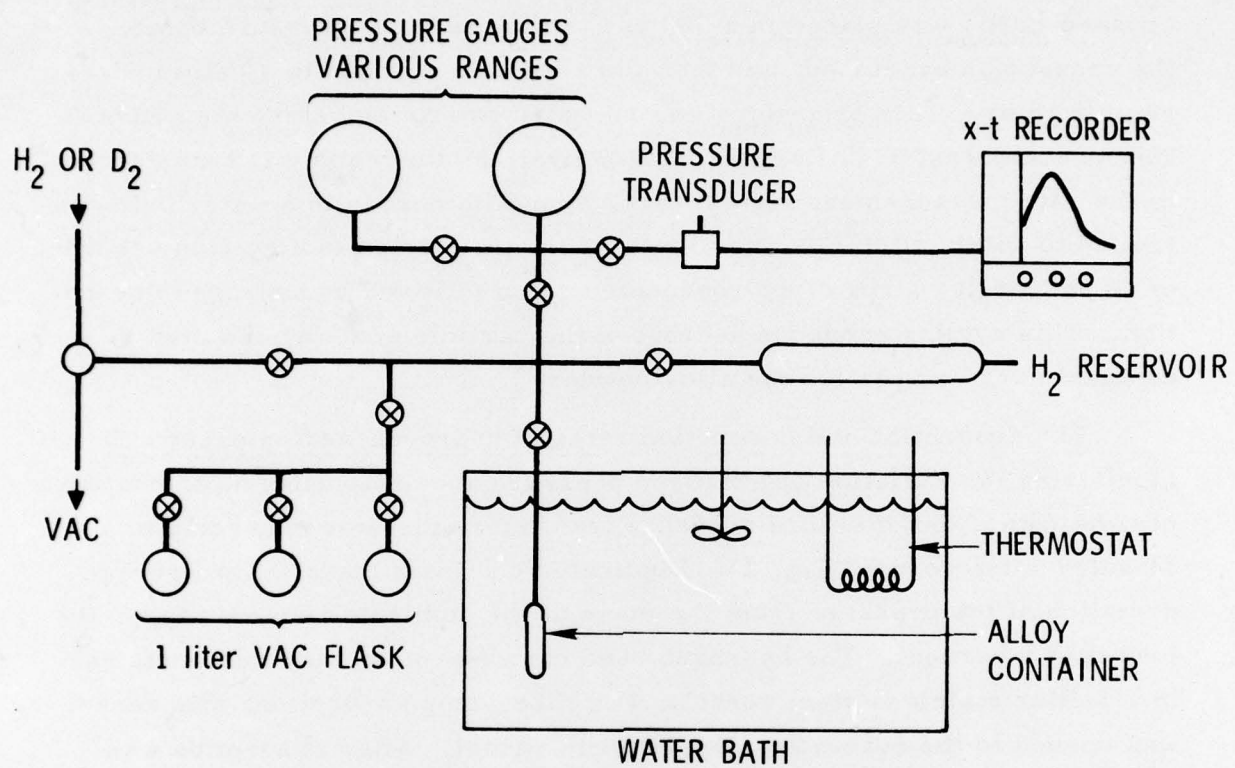 PRESSURE GAUGES
VARIOUS RANGES
x-t RECORDER
H₂ OR D₂
PRESSURE
TRANSDUCER
H₂ RESERVOIR
VAC
THERMOSTAT
1 liter VAC FLASK
ALLOY
CONTAINER
WATER BATH